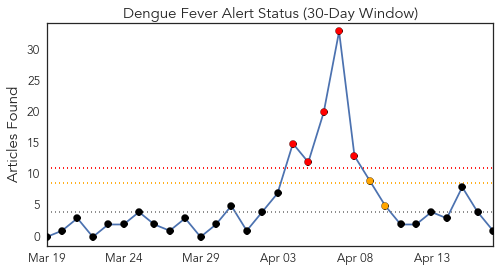 Dengue Fever Alert Status (30-Day Window)
Articles Found
30
25
20
15
10
5
0
Mar 19 Mar 24 Mar 29 Apr 03 Apr 08 Apr 13